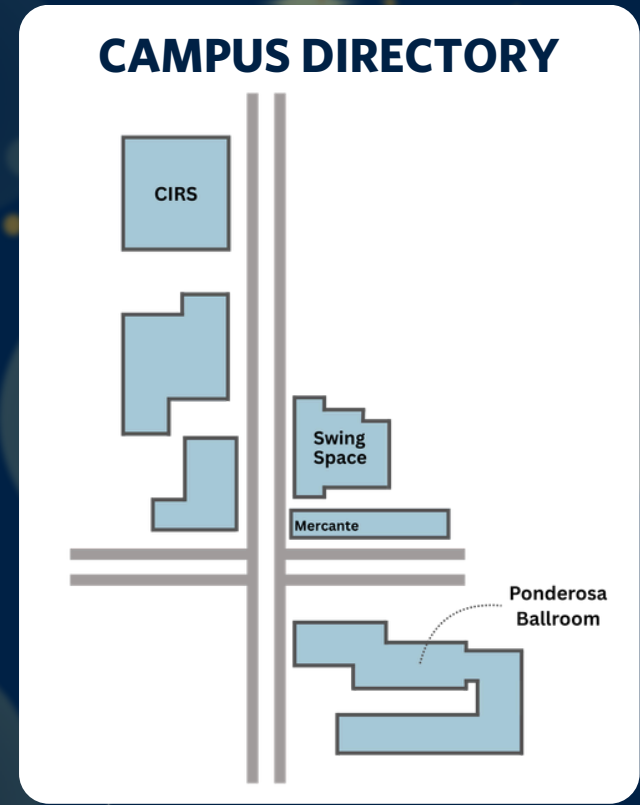 CAMPUS DIRECTORY
CIRS
Swing
Space
Mercante
Ponderosa
Ballroom